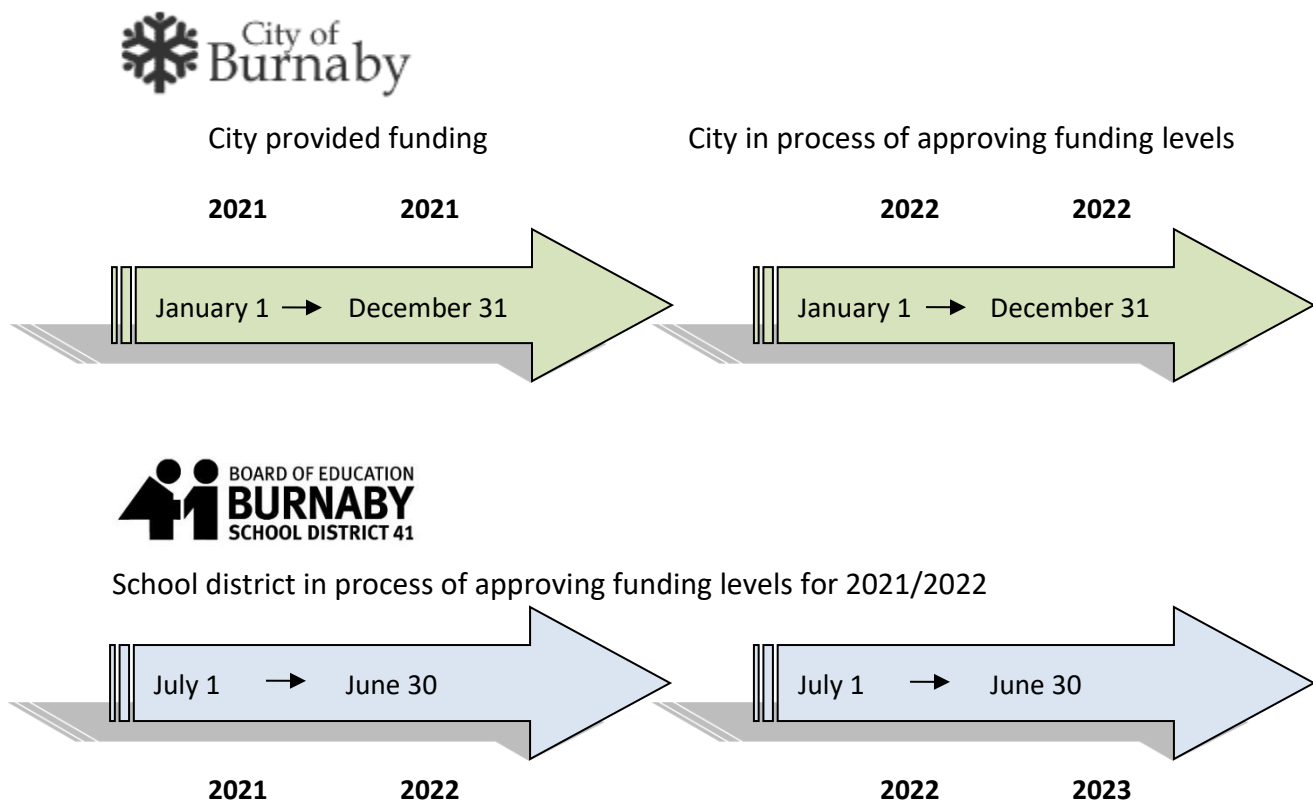 City of
Burnaby
City provided funding City in process of approving funding levels
2021 2021 2022 2022
January 1 → December 31 January 1 → December 31
BOARD OF EDUCATION
BURNABY
SCHOOL DISTRICT 41
School district in process of approving funding levels for 2021/2022
July 1 → June 30 July 1 → June 30
2021 2022 2022 2023